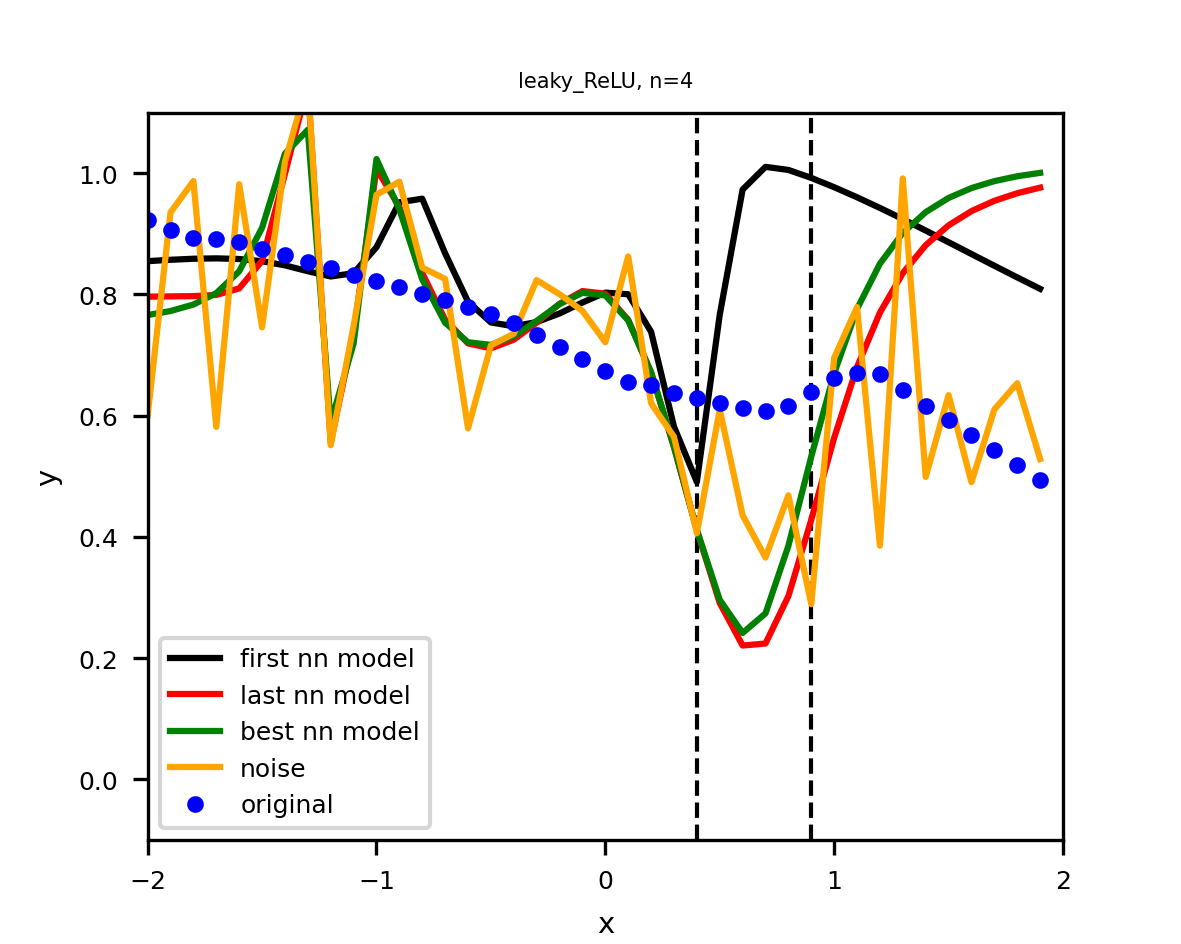 leaky_ReLU, n=4
1.0
0.8
0.6
0.4
0.2
0.0
y
first nn model
last nn model
best nn model
noise
original
−2 −1 0 1 2
x